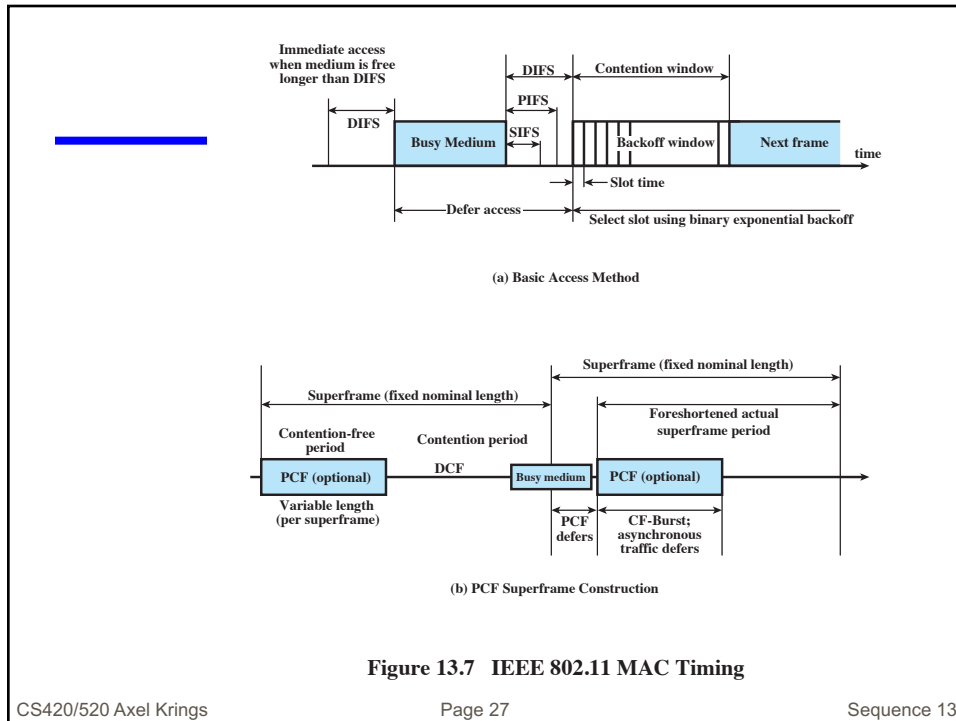 Immediate access
when medium is free
longer than DIFS
DIFS
DIFS
Contention window
PIFS
SIFS
Busy Medium
Backoff window
Next frame
time
Slot time
Defer access
Select slot using binary exponential backoff
(a) Basic Access Method
Superframe (fixed nominal length)
Superframe (fixed nominal length)
Foreshortened actual
superframe period
Contention-free
period
Contention period
PCF (optional)
DCF
Busy medium
PCF (optional)
Variable length
(per superframe)
PCF
defers
CF-Burst;
asynchronous
traffic defers
(b) PCF Superframe Construction
Figure 13.7 IEEE 802.11 MAC Timing
CS420/520 Axel Krings
Page 27
Sequence 13